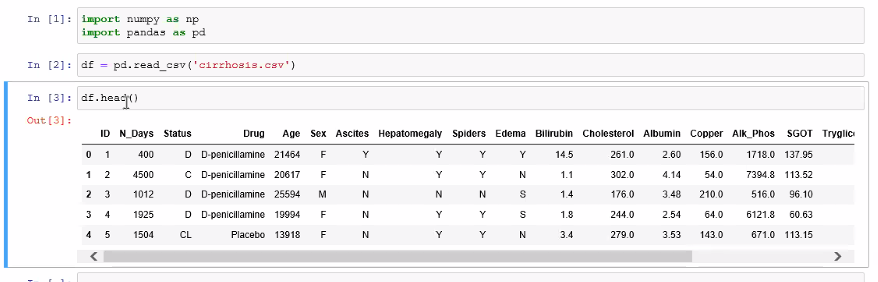 In [1]: import numpy as np
import pandas as pd
In [2]: df = pd.read_csv('cirrhosis.csv')
In [3]: df.head()
Out[3]:
ID N_Days Status Drug Age Sex Ascites Hepatomegaly Spiders Edema Bilirubin Cholesterol Albumin Copper Alk_Phos SGOT Tryglic
0 1 400 D D-penicillamine 21464 F Y Y Y Y 14.5 261.0 2.60 156.0 1718.0 137.95
1 2 4500 C D-penicillamine 20617 F N Y Y N 1.1 302.0 4.14 54.0 7394.8 113.52
2 3 1012 D D-penicillamine 25594 M N N N S 1.4 176.0 3.48 210.0 516.0 96.10
3 4 1925 D D-penicillamine 19994 F N Y Y S 1.8 244.0 2.54 64.0 6121.8 60.63
4 5 1504 CL Placebo 13918 F N Y Y N 3.4 279.0 3.53 143.0 671.0 113.15